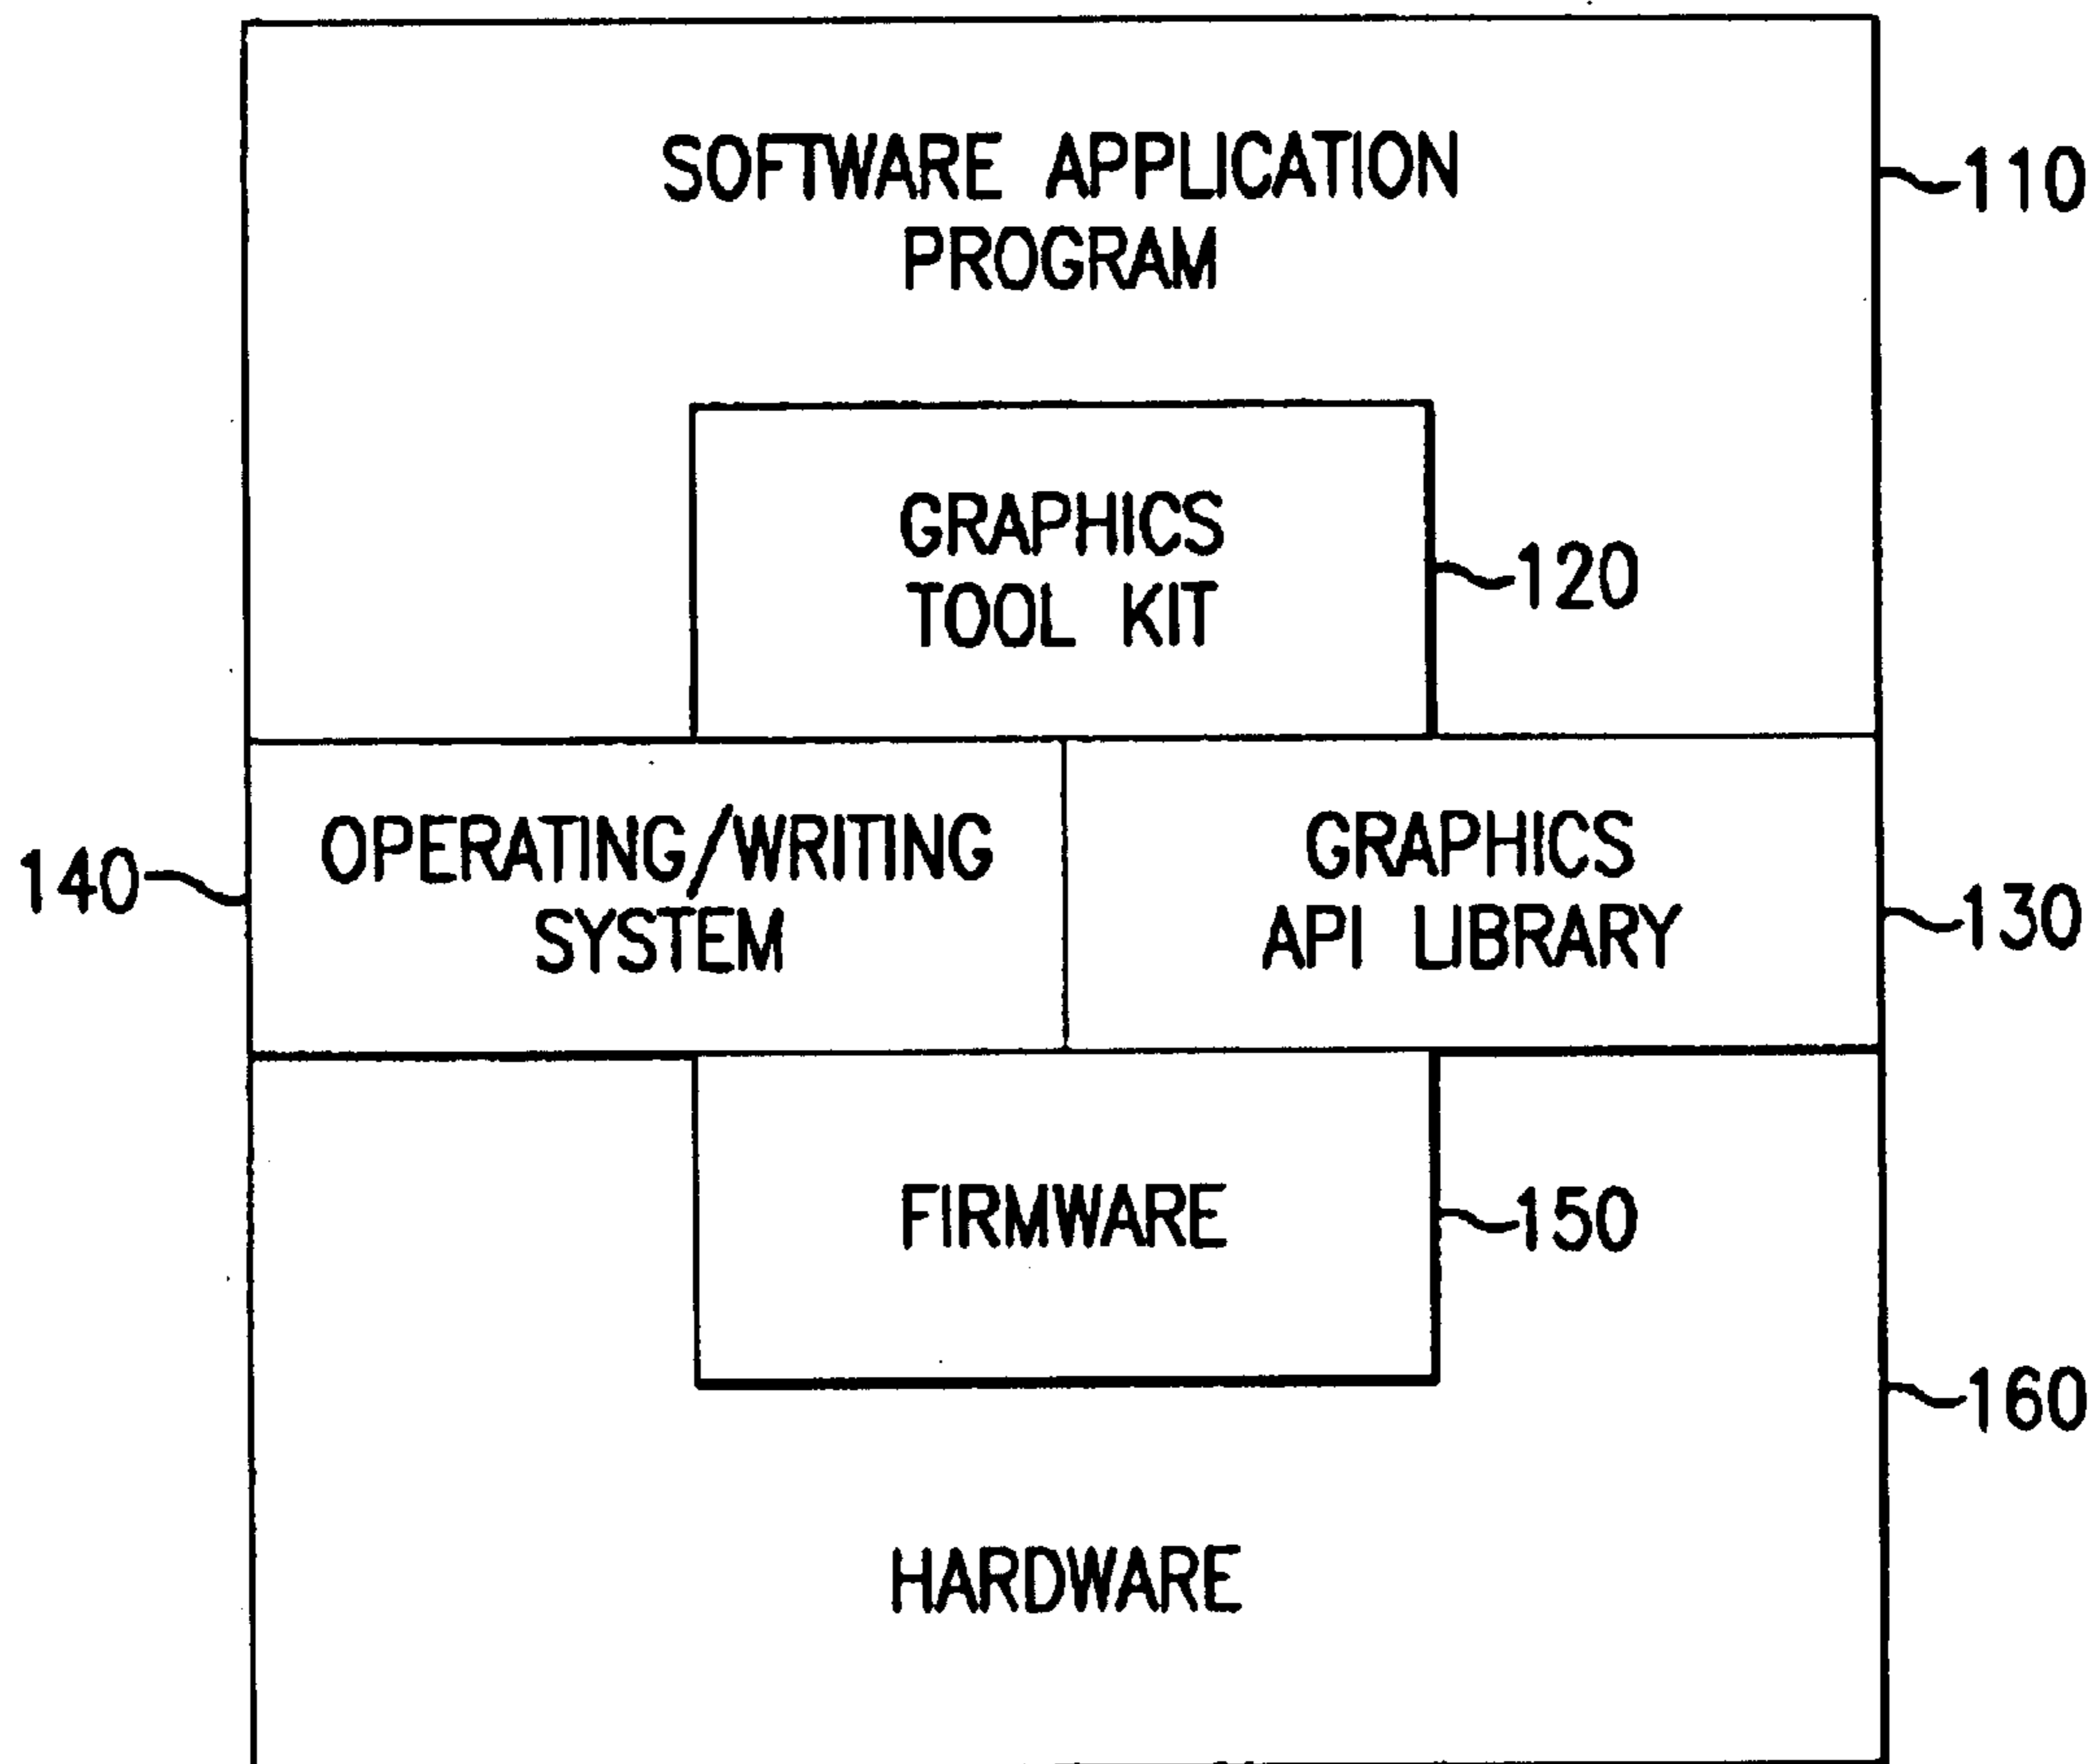 SOFTWARE APPLICATION
PROGRAM
110
GRAPHICS
TOOL KIT
120
OPERATING/WRITING
SYSTEM
140
GRAPHICS
API LIBRARY
130
FIRMWARE
150
160
HARDWARE